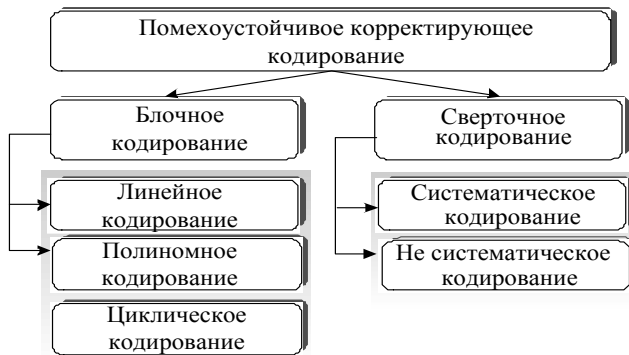 Помехоустойчивое корректирующее
кодирование
Блочное
кодирование
Сверточное
кодирование
Линейное
кодирование
Систематическое
кодирование
Полиномное
кодирование
Не систематическое
кодирование
Циклическое
кодирование